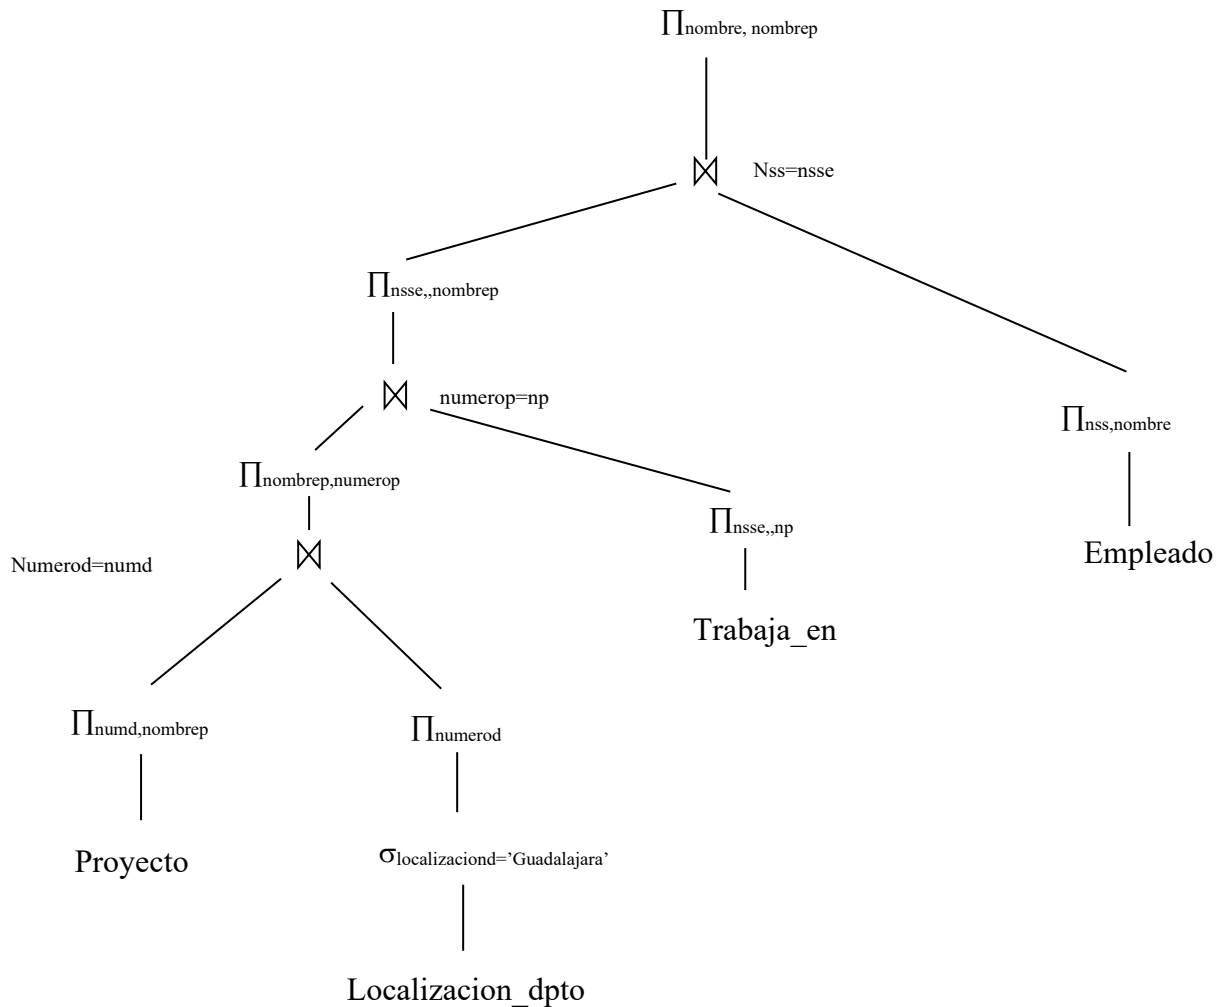 ∏nombre, nombrep
⋈ Nss=nsse
∏nsse,,nombrep
⋈ numerop=np
∏nss,nombre
∏nombrep,numerop
∏nsse,,np
Numerod=numd ⋈
Empleado
Trabaja_en
∏numd,nombrep
∏numerod
Proyecto
σlocalizaciond=’Guadalajara’
Localizacion_dpto